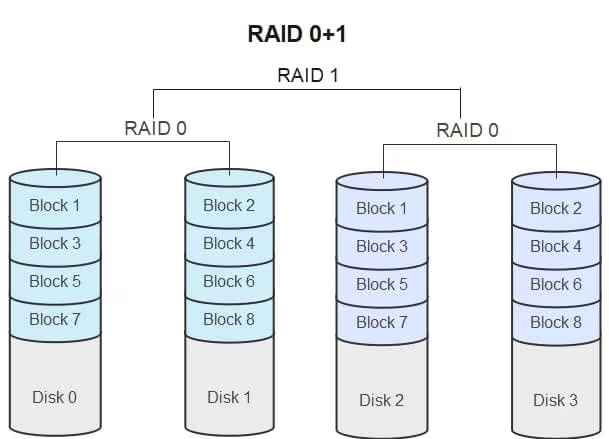 RAID 0+1
RAID 1
RAID 0 RAID 0
Block 1 Block 2 Block 1 Block 2
Block 3 Block 4 Block 3 Block 4
Block 5 Block 6 Block 5 Block 6
Block 7 Block 8 Block 7 Block 8
Disk 0 Disk 1 Disk 2 Disk 3